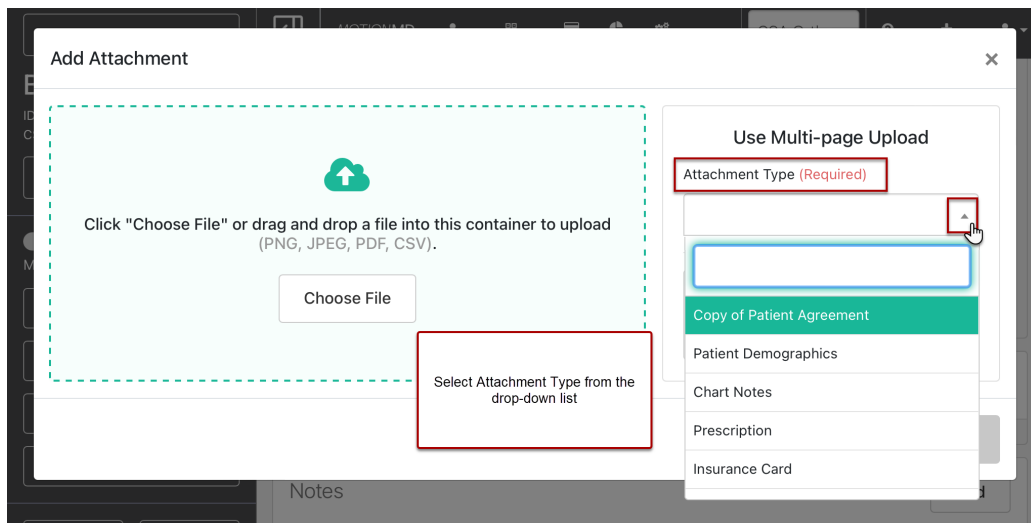 MOTIONMD
Add Attachment
×
Use Multi-page Upload
Attachment Type (Required)
Click "Choose File" or drag and drop a file into this container to upload
(PNG, JPEG, PDF, CSV).
Choose File
Select Attachment Type from the
drop-down list
Copy of Patient Agreement
Patient Demographics
Chart Notes
Prescription
Insurance Card
Notes